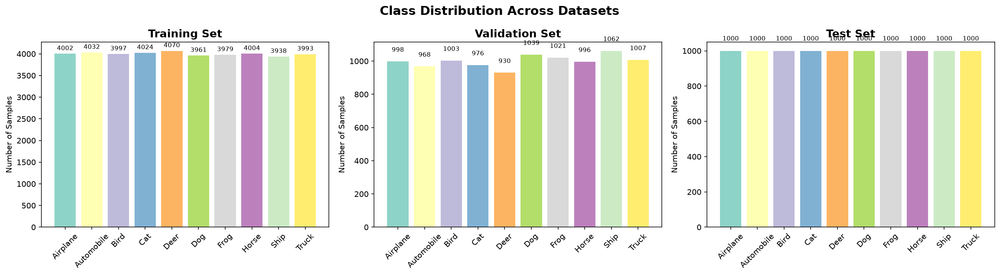 Class Distribution Across Datasets
Training Set
4002 4032 3997 4024 4070 3961 3979 4004 3938 3993
4000
3500
3000
2500
2000
1500
1000
500
0
Number of Samples
Airplane Automobile Bird Cat Deer Dog Frog Horse Ship Truck
Validation Set
998 968 1003 976 930 1039 1021 996 1062 1007
1000
800
600
400
200
0
Number of Samples
Airplane Automobile Bird Cat Deer Dog Frog Horse Ship Truck
Test Set
1000 1000 1000 1000 1000 1000 1000 1000 1000 1000
1000
800
600
400
200
0
Number of Samples
Airplane Automobile Bird Cat Deer Dog Frog Horse Ship Truck